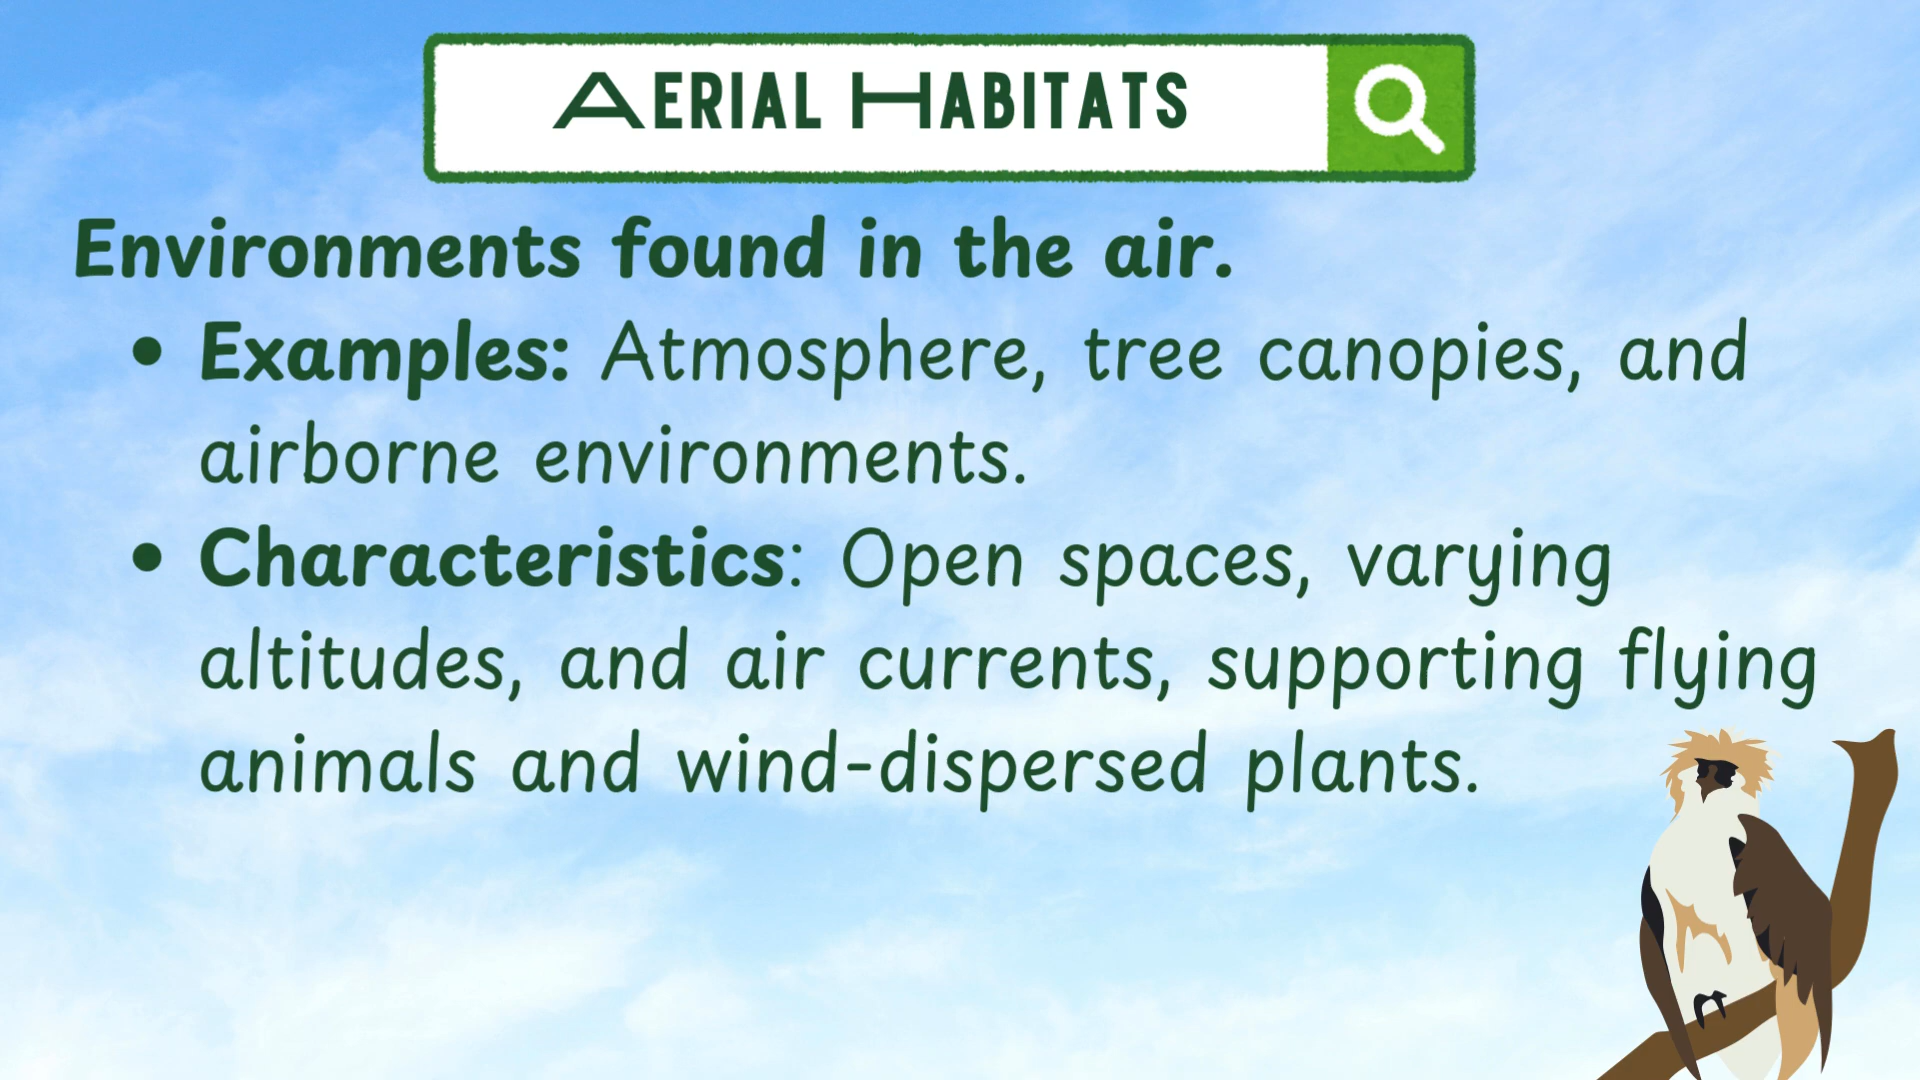 Aerial Habitats
Environments found in the air.
• Examples: Atmosphere, tree canopies, and
airborne environments.
• Characteristics: Open spaces, varying
altitudes, and air currents, supporting flying
animals and wind-dispersed plants.